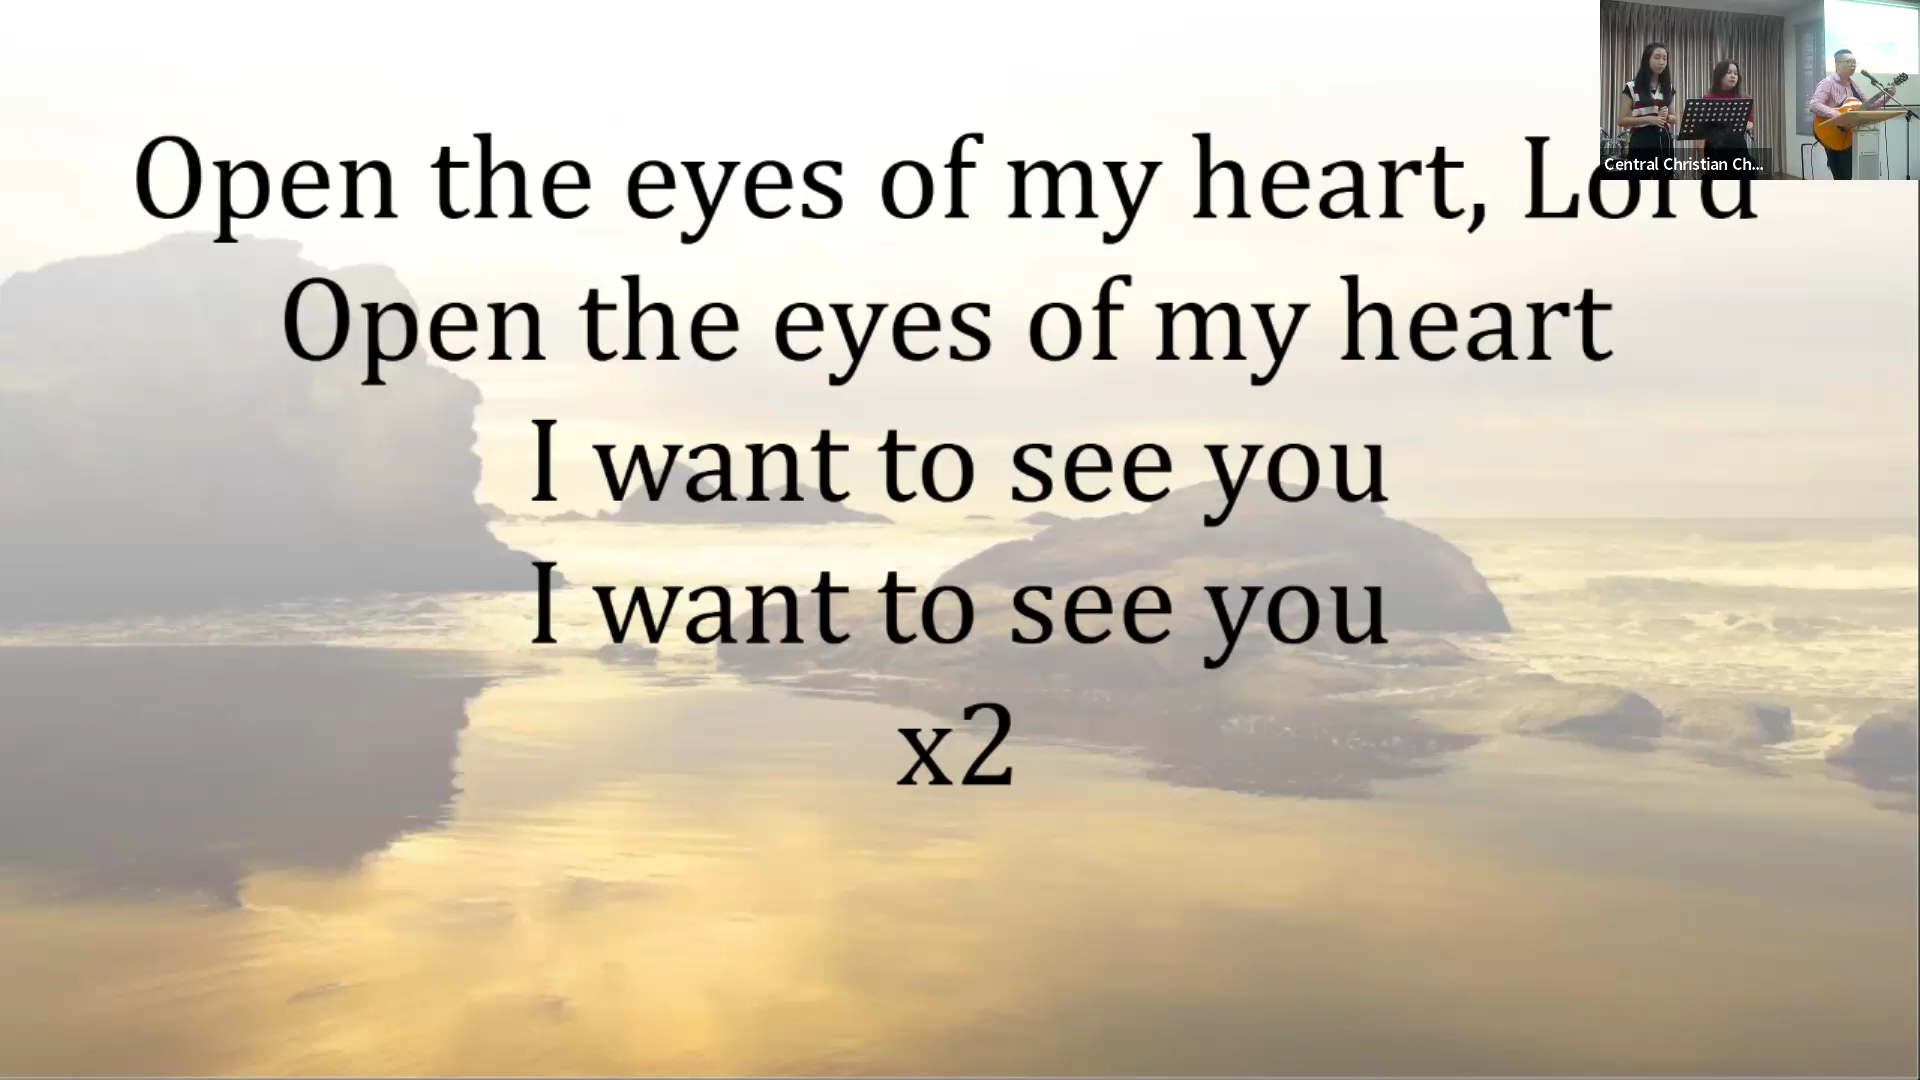 Open the eyes of my heart, Lord
Open the eyes of my heart
I want to see you
I want to see you
x2
Central Christian Ch...